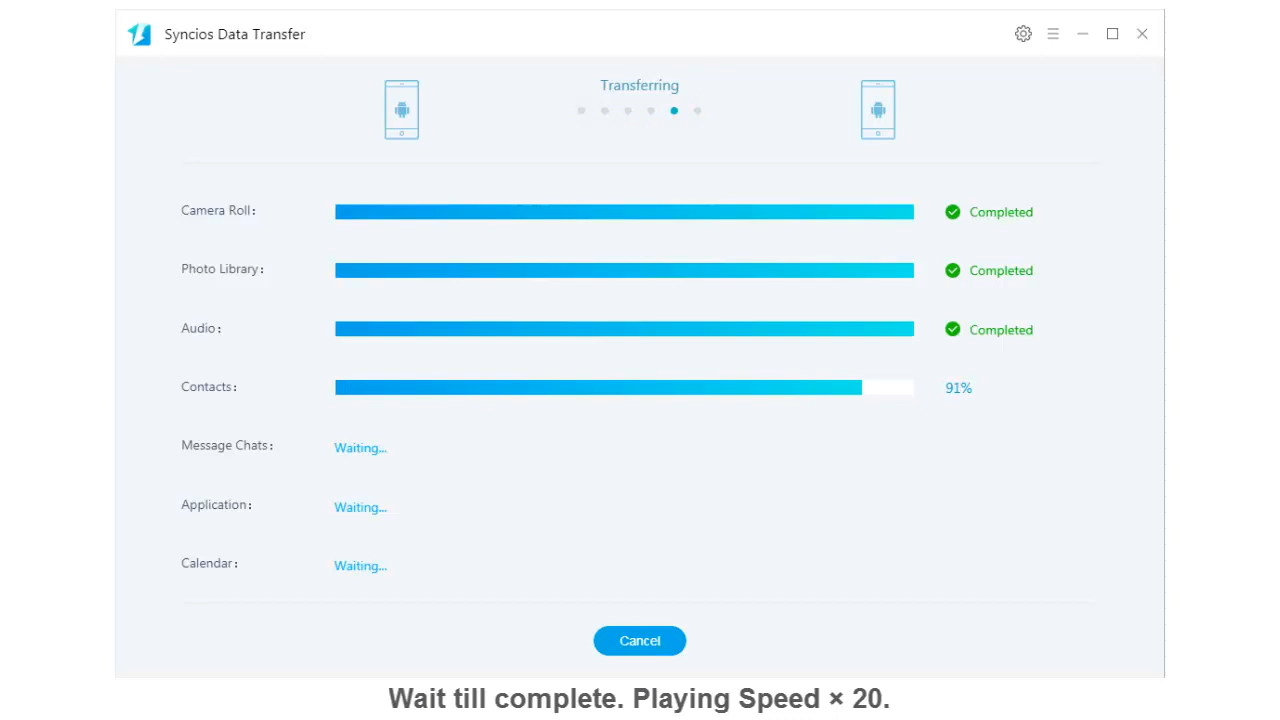 Syncios Data Transfer
Transferring
Camera Roll:
Completed
Photo Library:
Completed
Audio:
Completed
Contacts:
91%
Message Chats:
Waiting...
Application:
Waiting...
Calendar:
Waiting...
Cancel
Wait till complete. Playing Speed × 20.